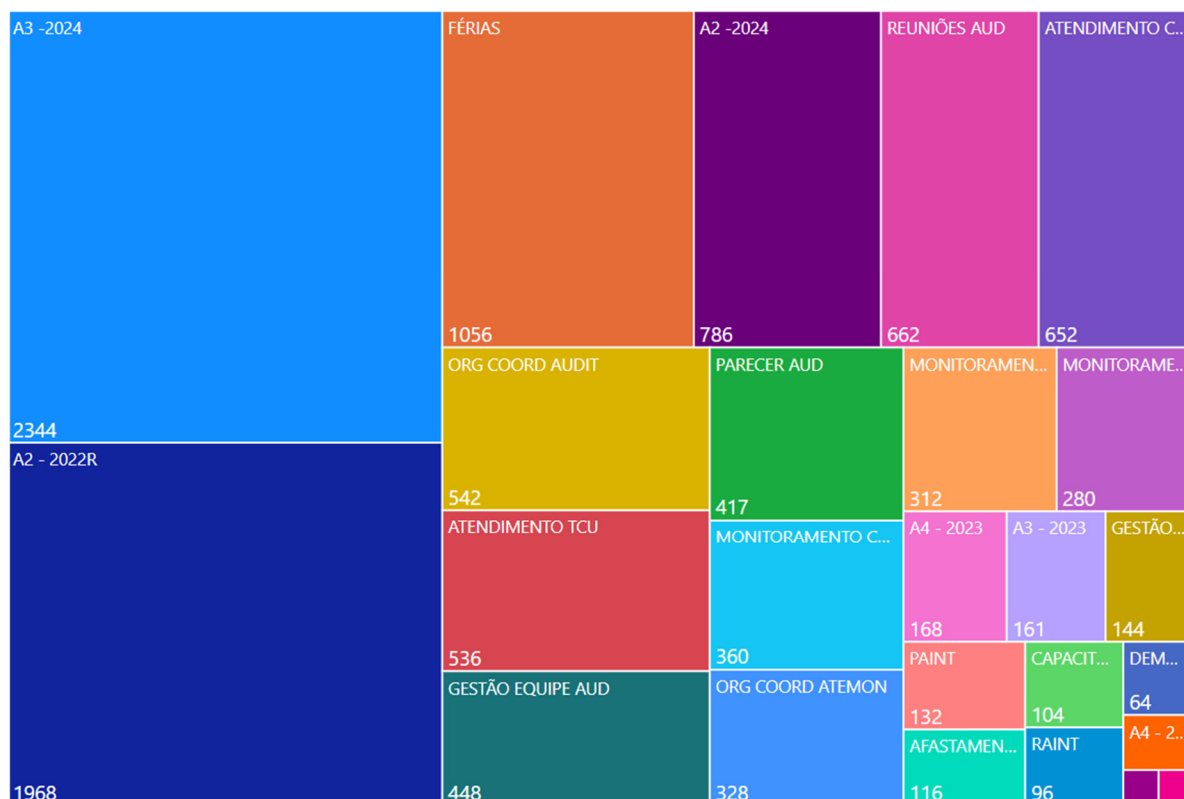 A3 -2024
2344
A2 - 2022R
1968
FÉRIAS
1056
A2 -2024
786
REUNIÕES AUD
662
ATENDIMENTO C...
652
ORG COORD AUDIT
542
ATENDIMENTO TCU
536
GESTÃO EQUIPE AUD
448
PARECER AUD
417
MONITORAMENTO C...
360
ORG COORD ATEMON
328
MONITORAMEN...
312
MONITORAME...
280
A4 - 2023
168
A3 - 2023
161
GESTÃO...
144
PAINT
132
CAPACIT...
104
DEM...
64
AFASTAMEN...
116
RAINT
96
A4 - 2...